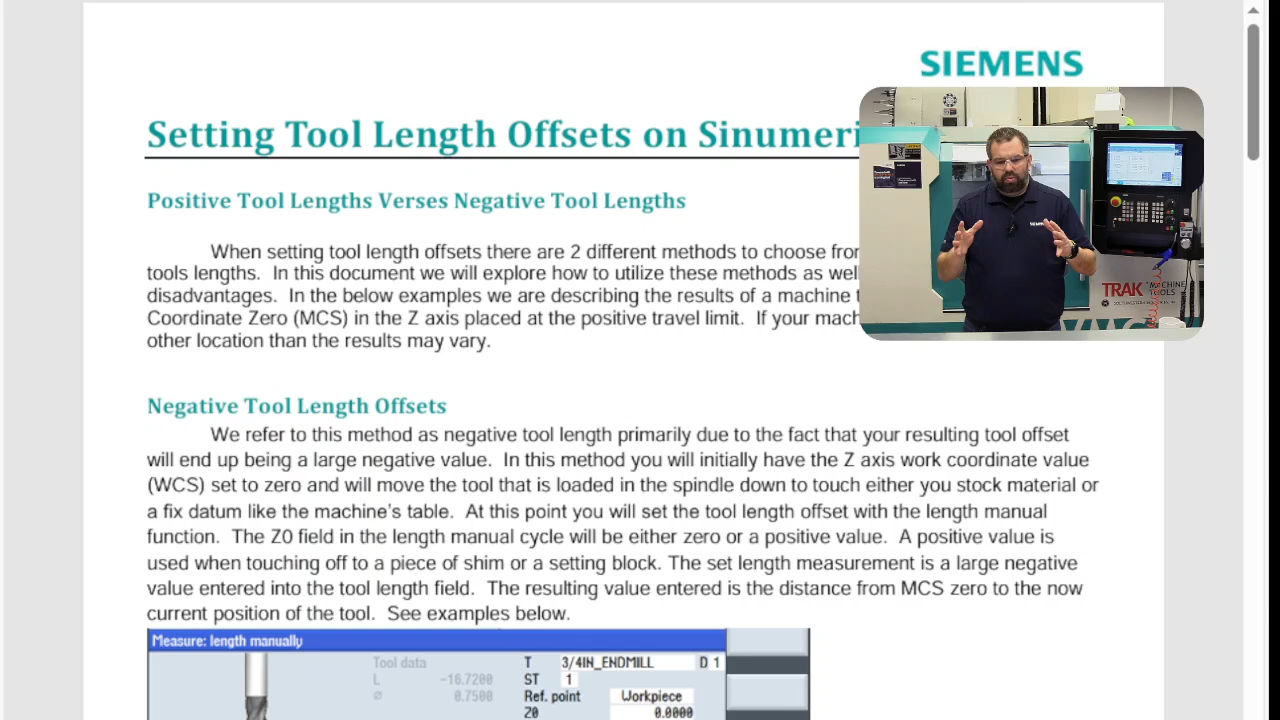 SIEMENS
Setting Tool Length Offsets on Sinumeri
Positive Tool Lengths Verses Negative Tool Lengths
When setting tool length offsets there are 2 different methods to choose
tools lengths. In this document we will explore how to utilize these methods as
disadvantages. In the below examples we are describing the results of a machine
Coordinate Zero (MCS) in the Z axis placed at the positive travel limit. If your
other location than the results may vary.
SIEMENS
TRAK MACHINE TOOLS
Negative Tool Length Offsets
We refer to this method as negative tool length primarily due to the fact that your resulting tool offset
will end up being a large negative value. In this method you will initially have the Z axis work coordinate value
(WCS) set to zero and will move the tool that is loaded in the spindle down to touch either you stock material or
a fix datum like the machine's table. At this point you will set the tool length offset with the length manual
function. The Z0 field in the length manual cycle will be either zero or a positive value. A positive value is
used when touching off to a piece of shim or a setting block. The set length measurement is a large negative
value entered into the tool length field. The resulting value entered is the distance from MCS zero to the now
current position of the tool. See examples below.
Measure: length manually
Tool data T 3/4IN_ENDMILL D 1
L -16.7200 ST 1
ø 0.7500 Ref. point Workpiece
Z0 0.0000